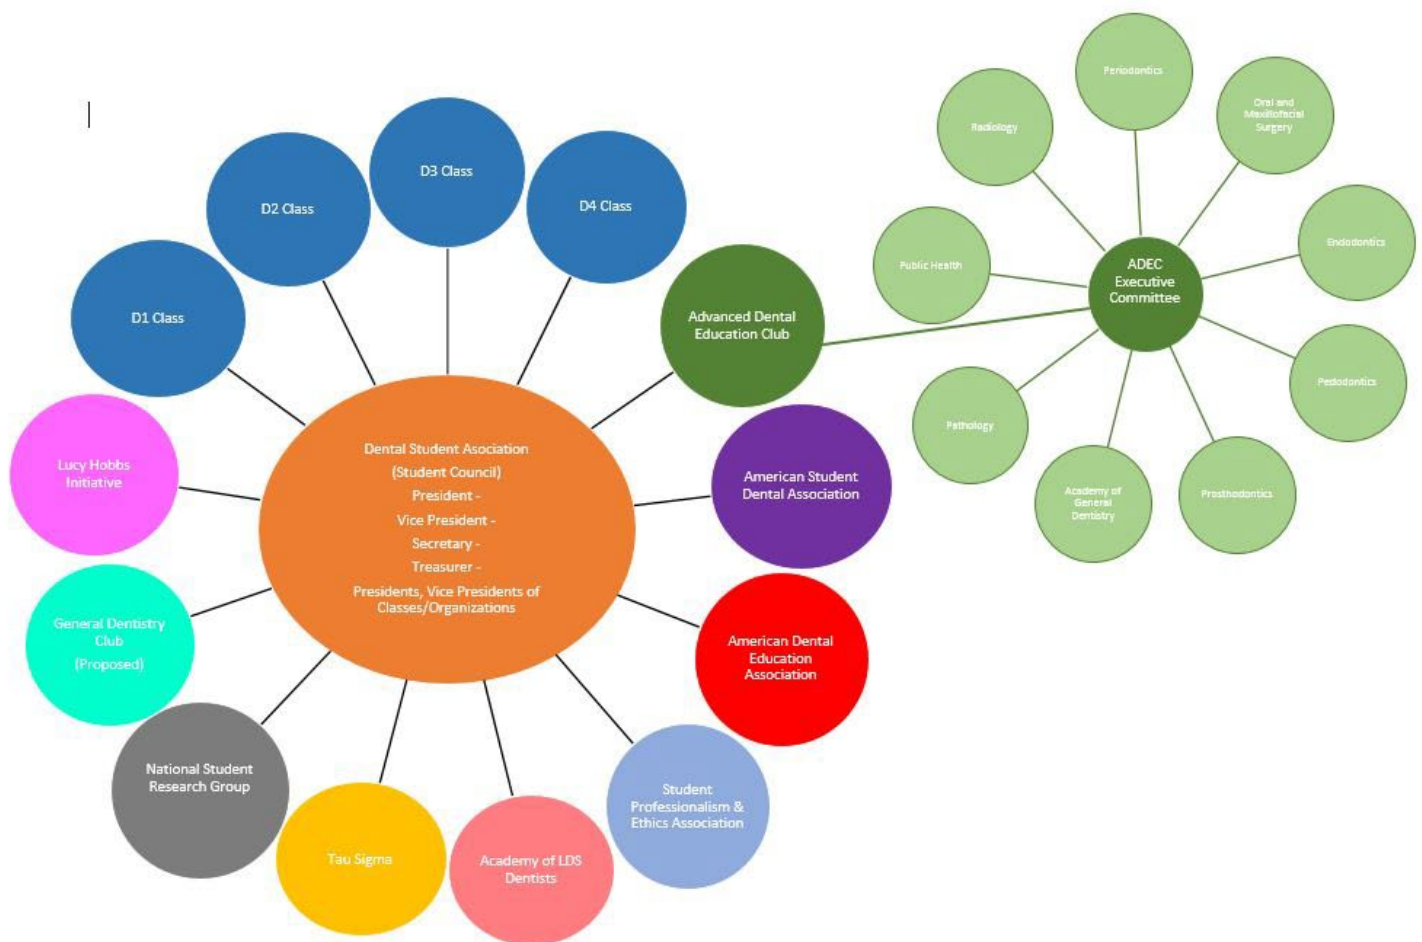 D3 Class
D2 Class
D4 Class
D1 Class
Advanced Dental
Education Club
Lucy Hobbs
Initiative
Dental Student Asociation
(Student Council)
President -
Vice President -
Secretary -
Treasurer -
Presidents, Vice Presidents of
Classes/Organizations
American Student
Dental Association
General Dentistry
Club
(Proposed)
American Dental
Education
Association
National Student
Research Group
Student
Professionalism &
Ethics Association
Tau Sigma
Academy of LDS
Dentists
ADEC
Executive
Committee
Periodontics
Oral and
Maxillofacial
Surgery
Radiology
Endodontics
Public Health
Pedodontics
Pathology
Academy of
General
Dentistry
Prosthodontics